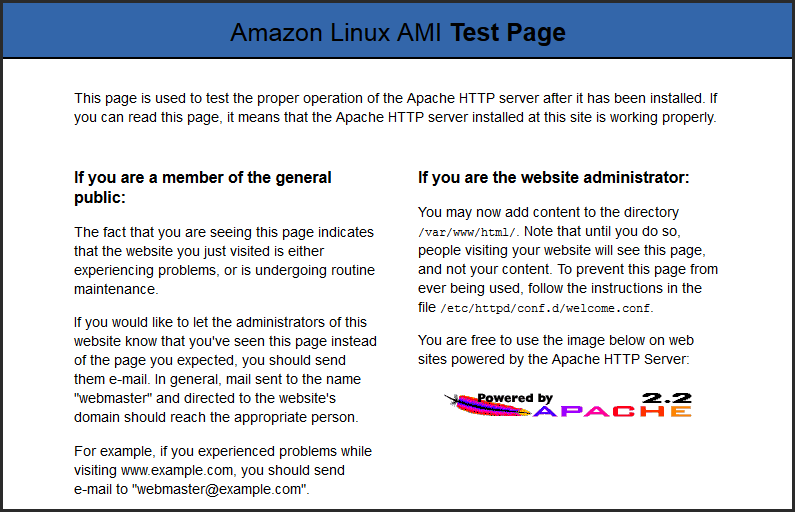 Amazon Linux AMI Test Page
This page is used to test the proper operation of the Apache HTTP server after it has been installed. If
you can read this page, it means that the Apache HTTP server installed at this site is working properly.
If you are a member of the general
public:
The fact that you are seeing this page indicates
that the website you just visited is either
experiencing problems, or is undergoing routine
maintenance.
If you would like to let the administrators of this
website know that you've seen this page instead
of the page you expected, you should send
them e-mail. In general, mail sent to the name
"webmaster" and directed to the website's
domain should reach the appropriate person.
For example, if you experienced problems while
visiting www.example.com, you should send
e-mail to "webmaster@example.com".
If you are the website administrator:
You may now add content to the directory
/var/www/html/. Note that until you do so,
people visiting your website will see this page,
and not your content. To prevent this page from
ever being used, follow the instructions in the
file /etc/httpd/conf.d/welcome.conf.
You are free to use the image below on web
sites powered by the Apache HTTP Server:
Powered by 2.2
APACHE